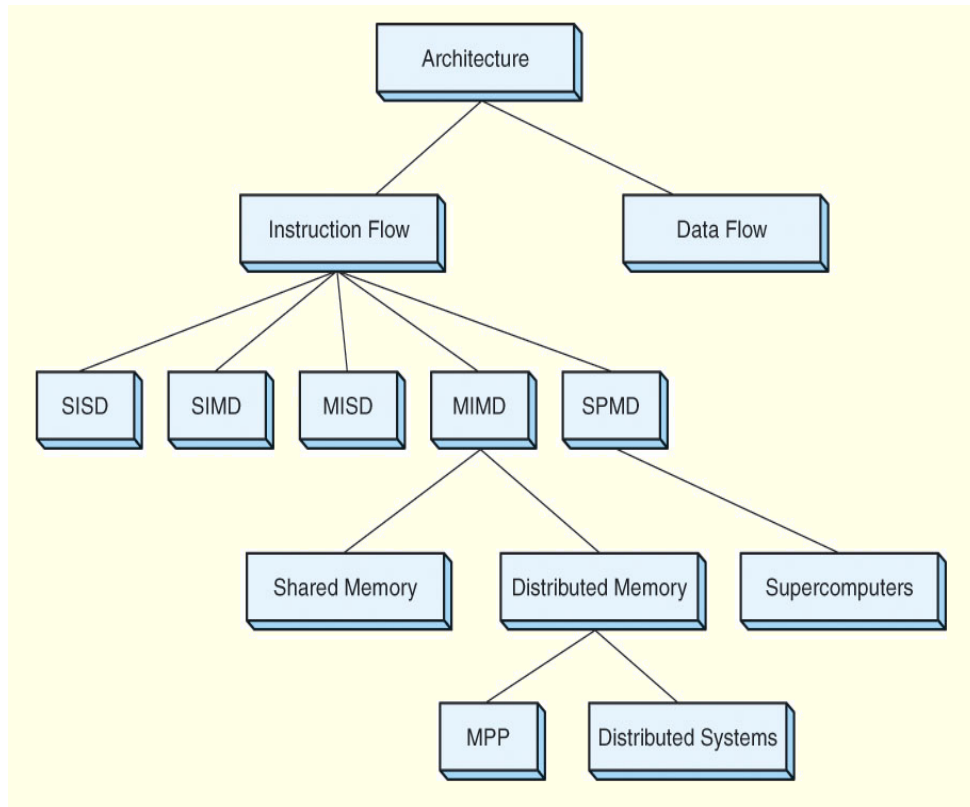 Architecture
Instruction Flow
Data Flow
SISD
SIMD
MISD
MIMD
SPMD
Shared Memory
Distributed Memory
Supercomputers
MPP
Distributed Systems